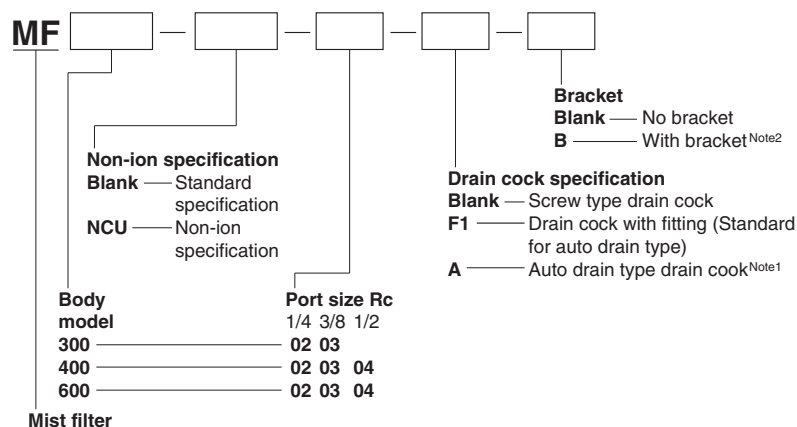 MF
Bracket
Blank — No bracket
B — With bracket Note2
Non-ion specification
Blank — Standard
specification
NCU — Non-ion
specification
Drain cock specification
Blank — Screw type drain cock
F1 — Drain cock with fitting (Standard
for auto drain type)
A — Auto drain type drain cook Note1
Body
model
Port size Rc
1/4 3/8 1/2
300 — 02 03
400 — 02 03 04
600 — 02 03 04
Mist filter